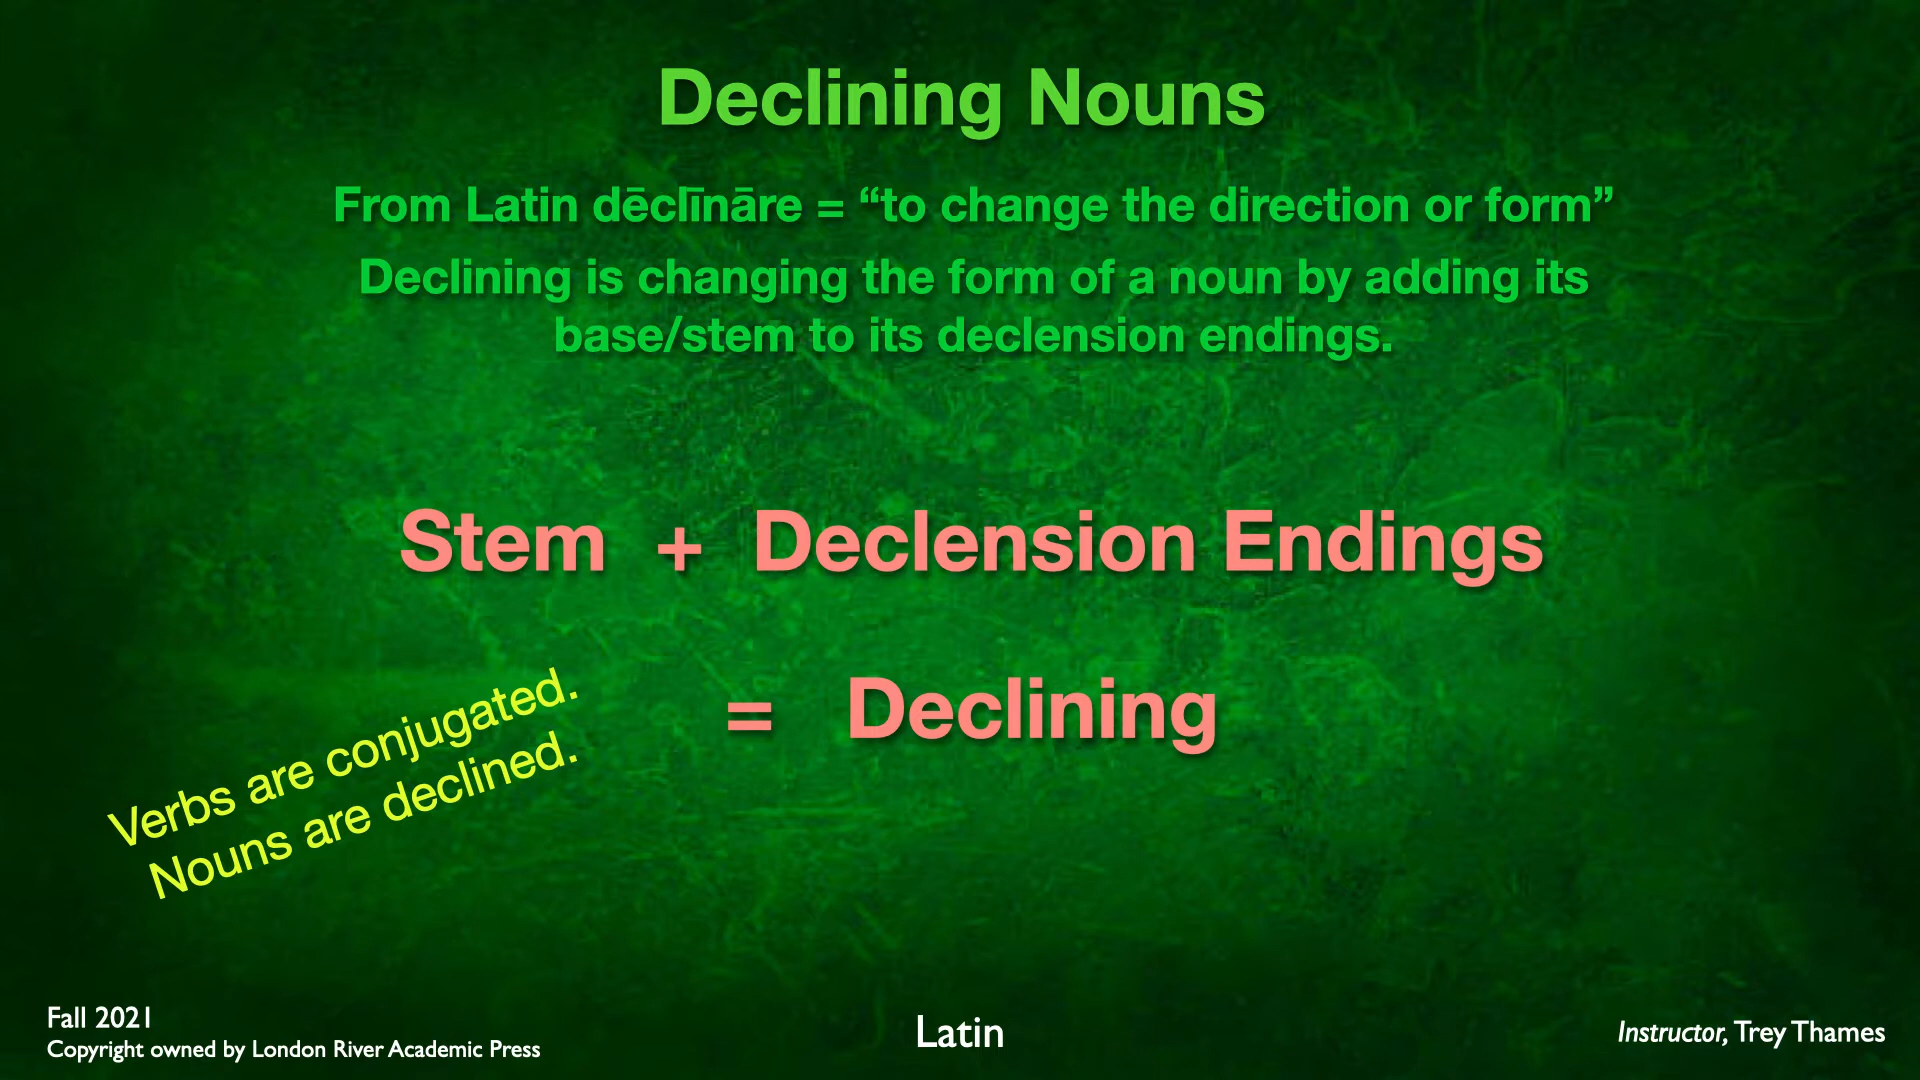 Declining Nouns
From Latin dēclīnāre = “to change the direction or form”
Declining is changing the form of a noun by adding its
base/stem to its declension endings.
Stem + Declension Endings
= Declining
Verbs are conjugated.
Nouns are declined.
Fall 2021
Copyright owned by London River Academic Press
Latin
Instructor, Trey Thames